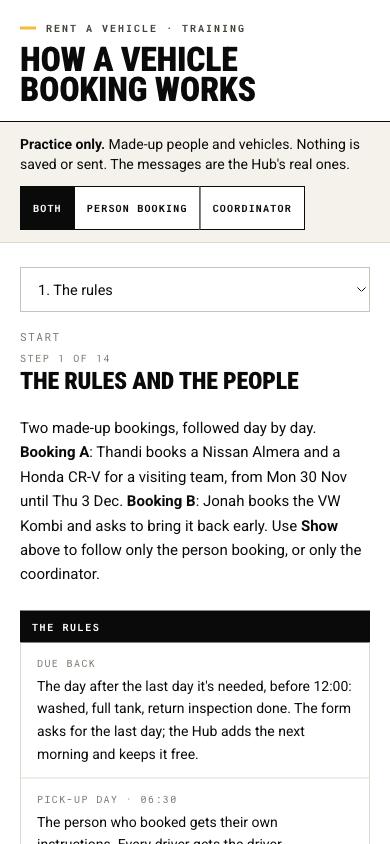 RENT A VEHICLE · TRAINING
HOW A VEHICLE
BOOKING WORKS
Practice only. Made-up people and vehicles. Nothing is
saved or sent. The messages are the Hub's real ones.
BOTH PERSON BOOKING COORDINATOR
1. The rules
START
STEP 1 OF 14
THE RULES AND THE PEOPLE
Two made-up bookings, followed day by day.
Booking A: Thandi books a Nissan Almera and a
Honda CR-V for a visiting team, from Mon 30 Nov
until Thu 3 Dec. Booking B: Jonah books the VW
Kombi and asks to bring it back early. Use Show
above to follow only the person booking, or only the
coordinator.
THE RULES
DUE BACK
The day after the last day it's needed, before 12:00:
washed, full tank, return inspection done. The form
asks for the last day; the Hub adds the next
morning and keeps it free.
PICK-UP DAY · 06:30
The person who booked gets their own
instructions. Every driver gets the driver